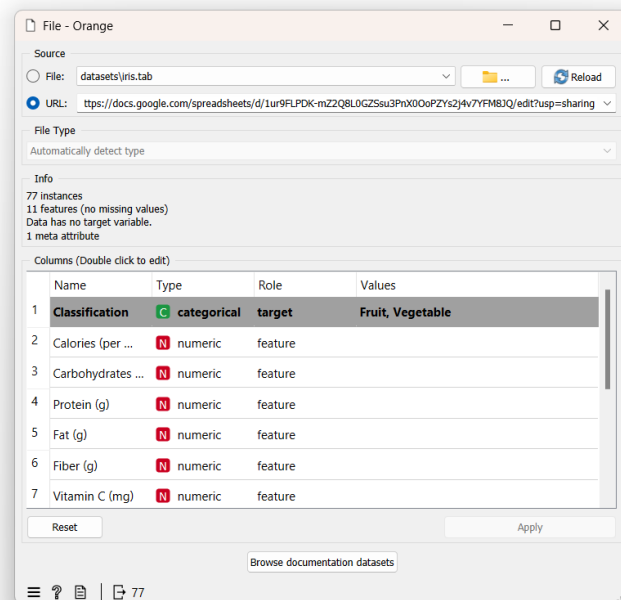 File - Orange
Source
File: datasets\iris.tab ... Reload
URL: ttps://docs.google.com/spreadsheets/d/1ur9FLPDK-mZ2Q8L0GZSsu3PnX0OoPZYs2j4v7YFM8JQ/edit?usp=sharing
File Type
Automatically detect type
Info
77 instances
11 features (no missing values)
Data has no target variable.
1 meta attribute
Columns (Double click to edit)
Name Type Role Values
1 Classification C categorical target Fruit, Vegetable
2 Calories (per ... N numeric feature
3 Carbohydrates ... N numeric feature
4 Protein (g) N numeric feature
5 Fat (g) N numeric feature
6 Fiber (g) N numeric feature
7 Vitamin C (mg) N numeric feature
Reset Apply
Browse documentation datasets
? 77